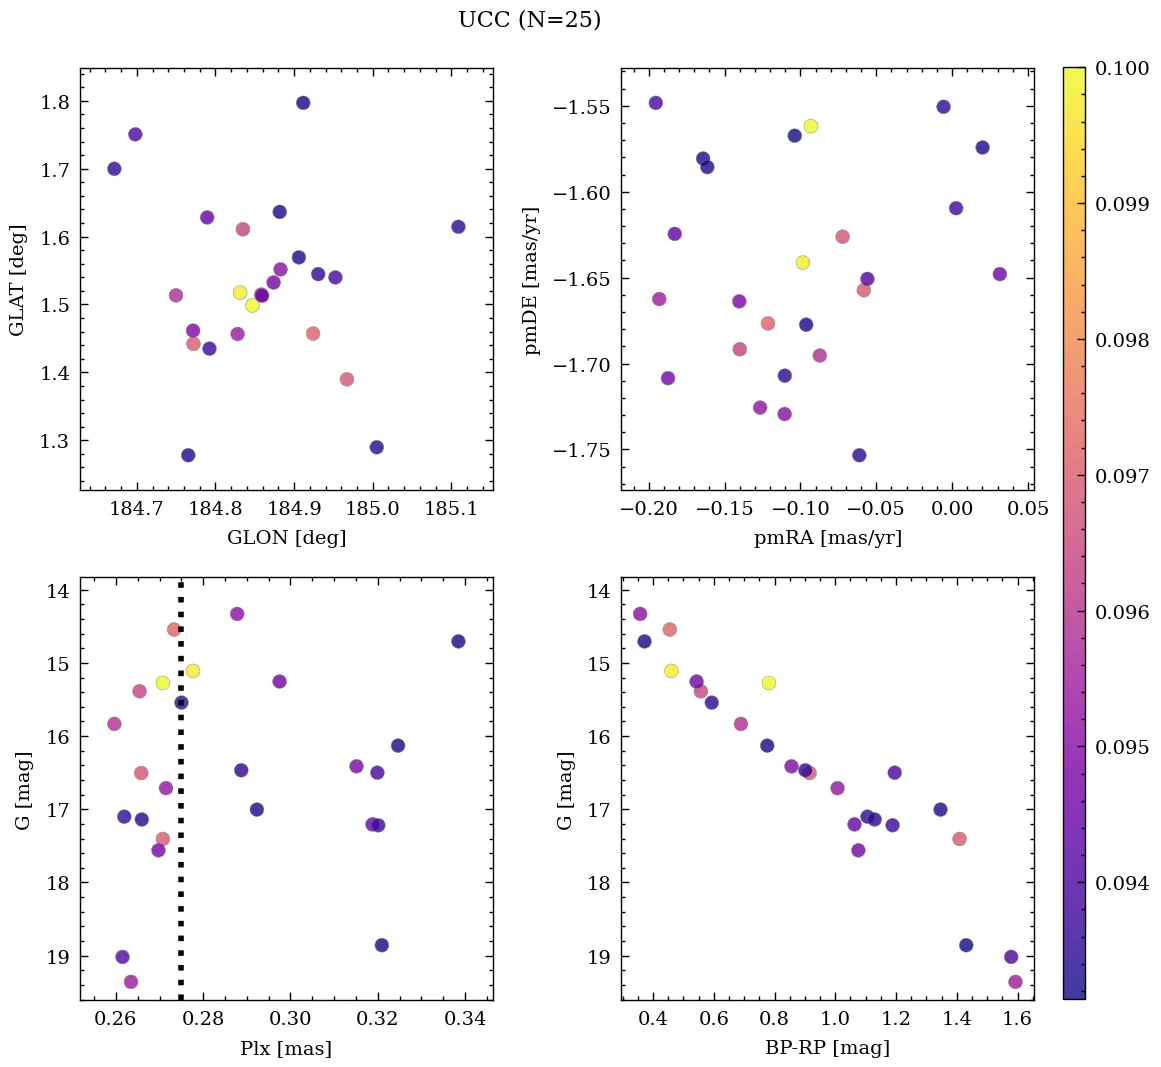 UCC (N=25)
1.8
1.7
1.6
1.5
1.4
1.3
GLAT [deg]
184.7 184.8 184.9 185.0 185.1
GLON [deg]
−1.55
−1.60
−1.65
−1.70
−1.75
pmDE [mas/yr]
−0.20 −0.15 −0.10 −0.05 0.00 0.05
pmRA [mas/yr]
14
15
16
17
18
19
G [mag]
0.26 0.28 0.30 0.32 0.34
Plx [mas]
14
15
16
17
18
19
G [mag]
0.4 0.6 0.8 1.0 1.2 1.4 1.6
BP-RP [mag]
0.100
0.099
0.098
0.097
0.096
0.095
0.094